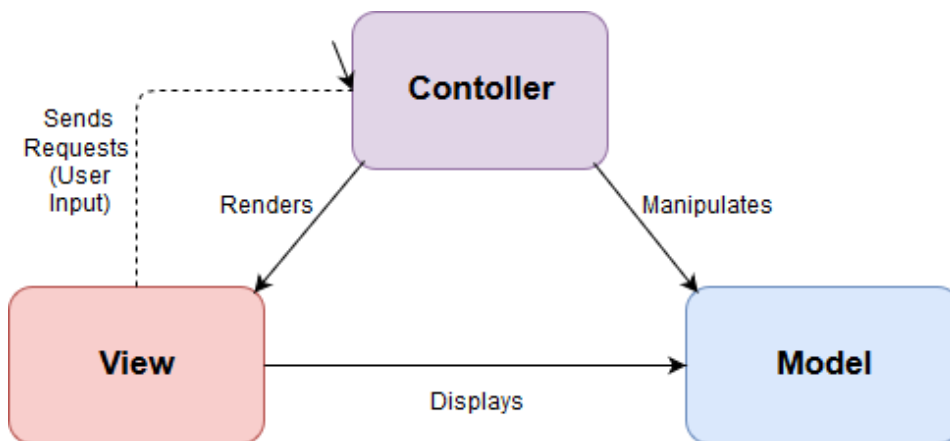 Contoller
Sends
Requests
(User
Input)
Renders
Manipulates
View
Model
Displays